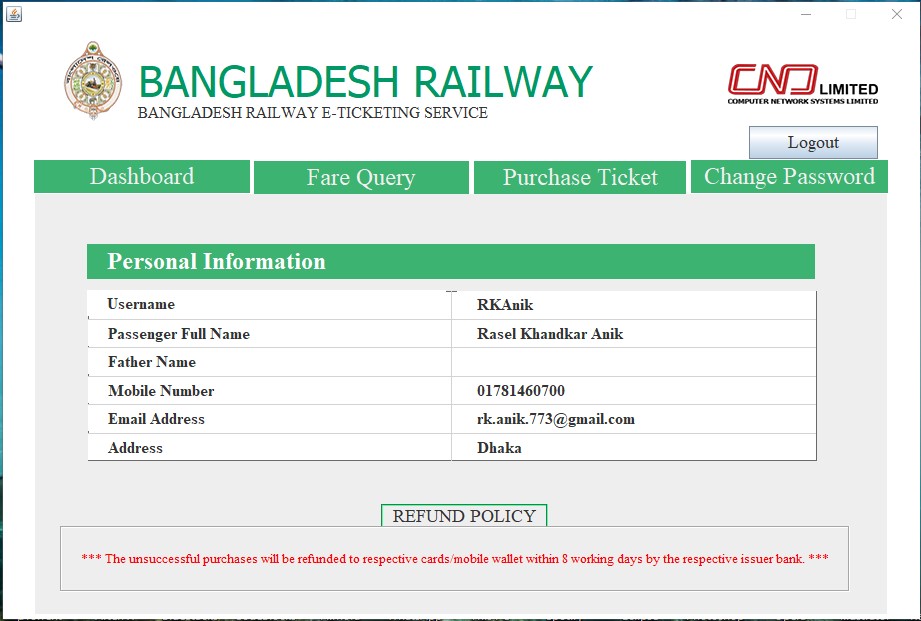 BANGLADESH RAILWAY
BANGLADESH RAILWAY E-TICKETING SERVICE
CNS LIMITED
COMPUTER NETWORK SYSTEMS LIMITED
Logout
Dashboard Fare Query Purchase Ticket Change Password
Personal Information
Username RKAnik
Passenger Full Name Rasel Khandkar Anik
Father Name
Mobile Number 01781460700
Email Address rk.anik.773@gmail.com
Address Dhaka
REFUND POLICY
*** The unsuccessful purchases will be refunded to respective cards/mobile wallet within 8 working days by the respective issuer bank. ***